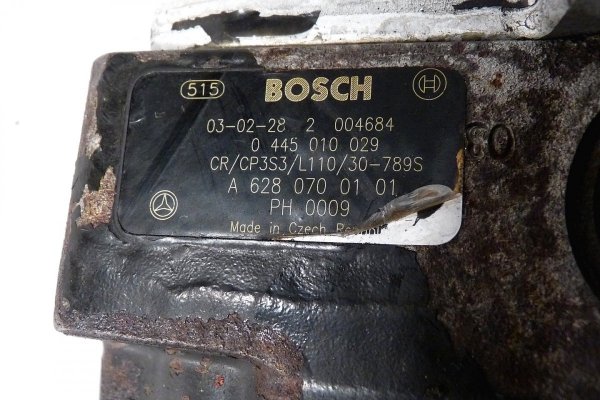 515 BOSCH
03-02-28 2 004684
0 445 010 029
CR/CP3S3/L110/30-789S
A 628 070 01 01
PH 0009
Made in Czech